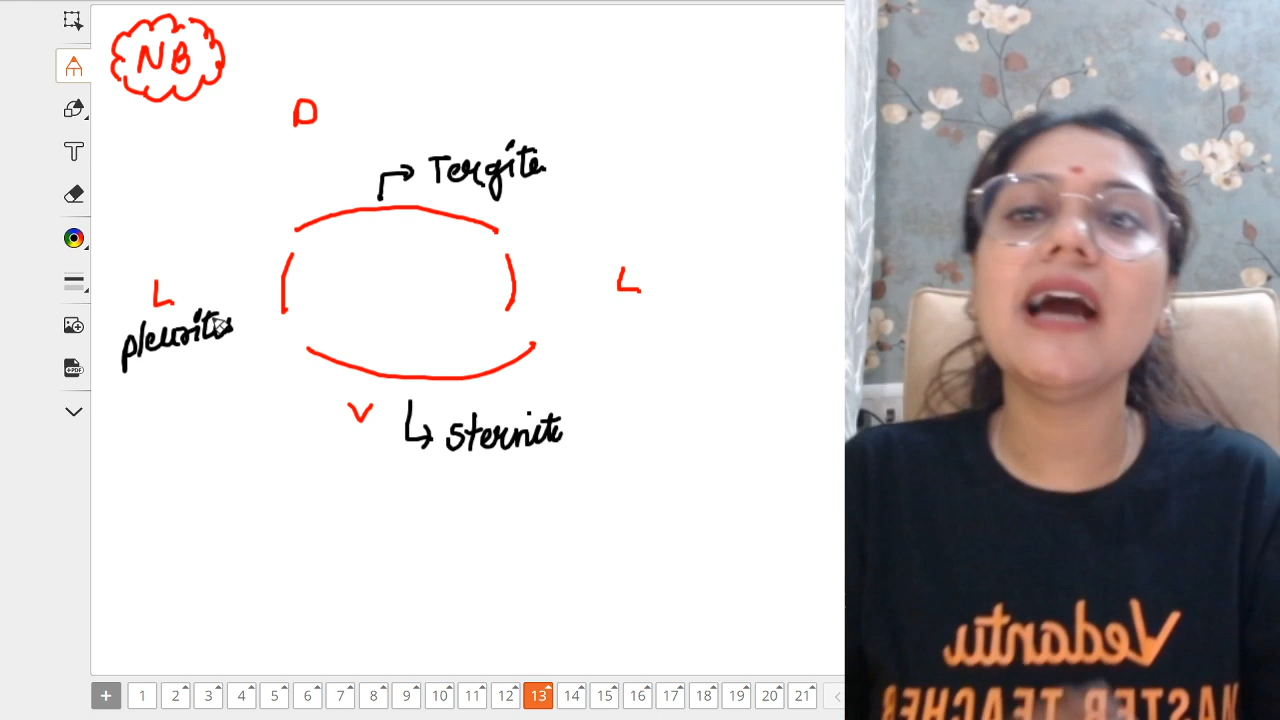 NB
D
Tergite
L
L
pleurite
V
sternite
Vedantu
MASTER TEACHER
+ 1 2 3 4 5 6 7 8 9 10 11 12 13 14 15 16 17 18 19 20 21